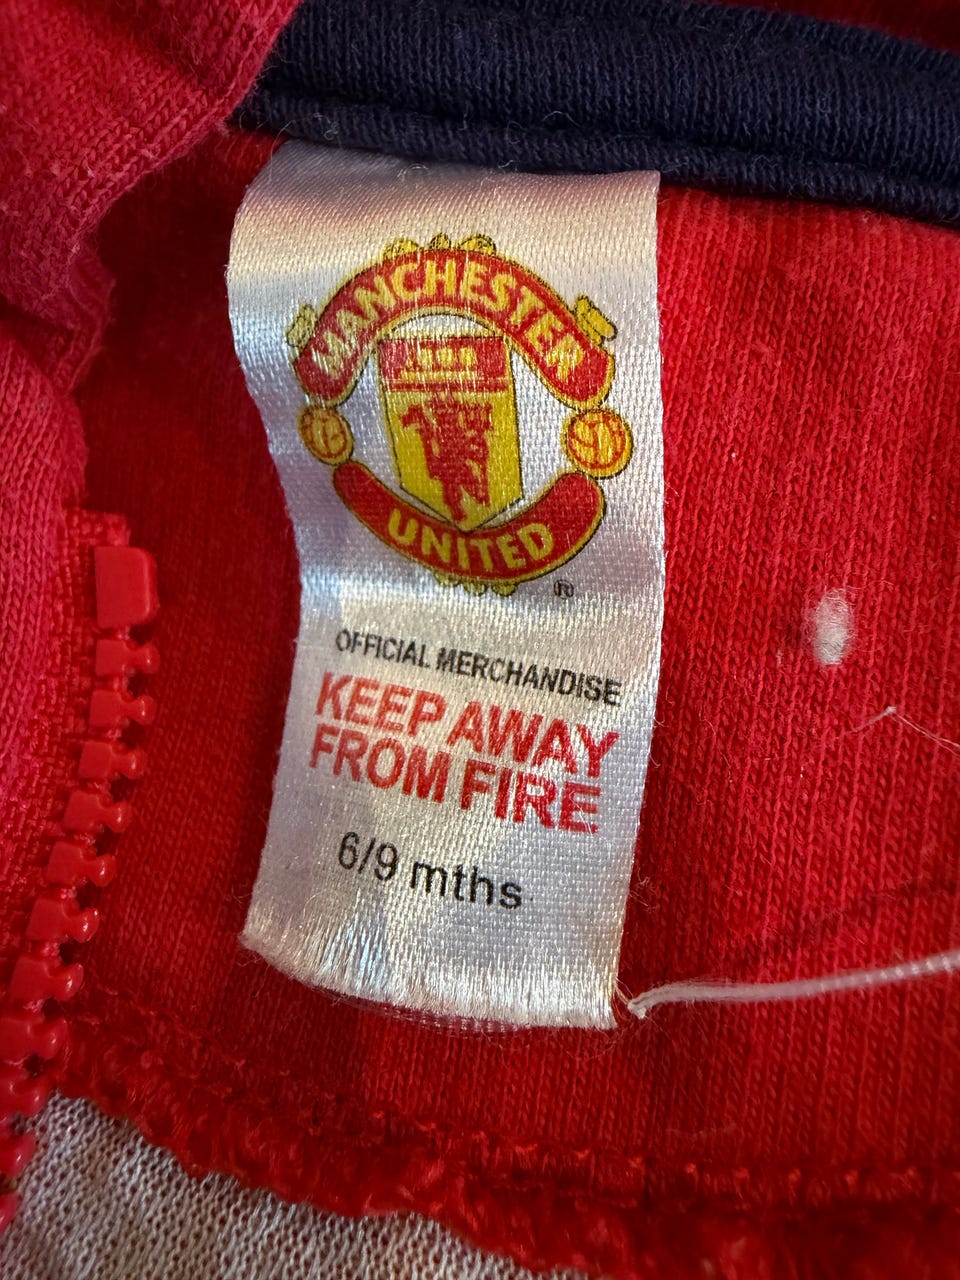 MANCHESTER
UNITED
®
OFFICIAL MERCHANDISE
KEEP AWAY
FROM FIRE
6/9 mths